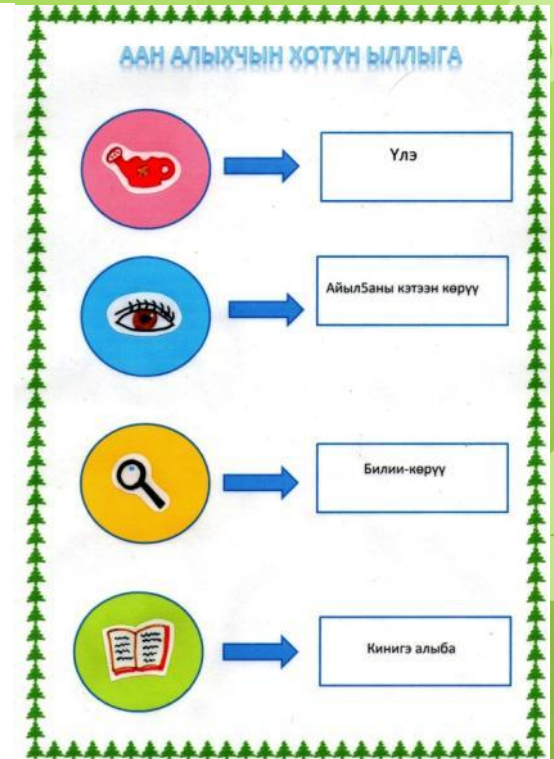 ААН АЛЫХЧЫН ХОТУН ЫЛЛЫГА
Үлэ
Айыл5аны кэтээн көрүү
Билии-көрүү
Кинигэ алыба